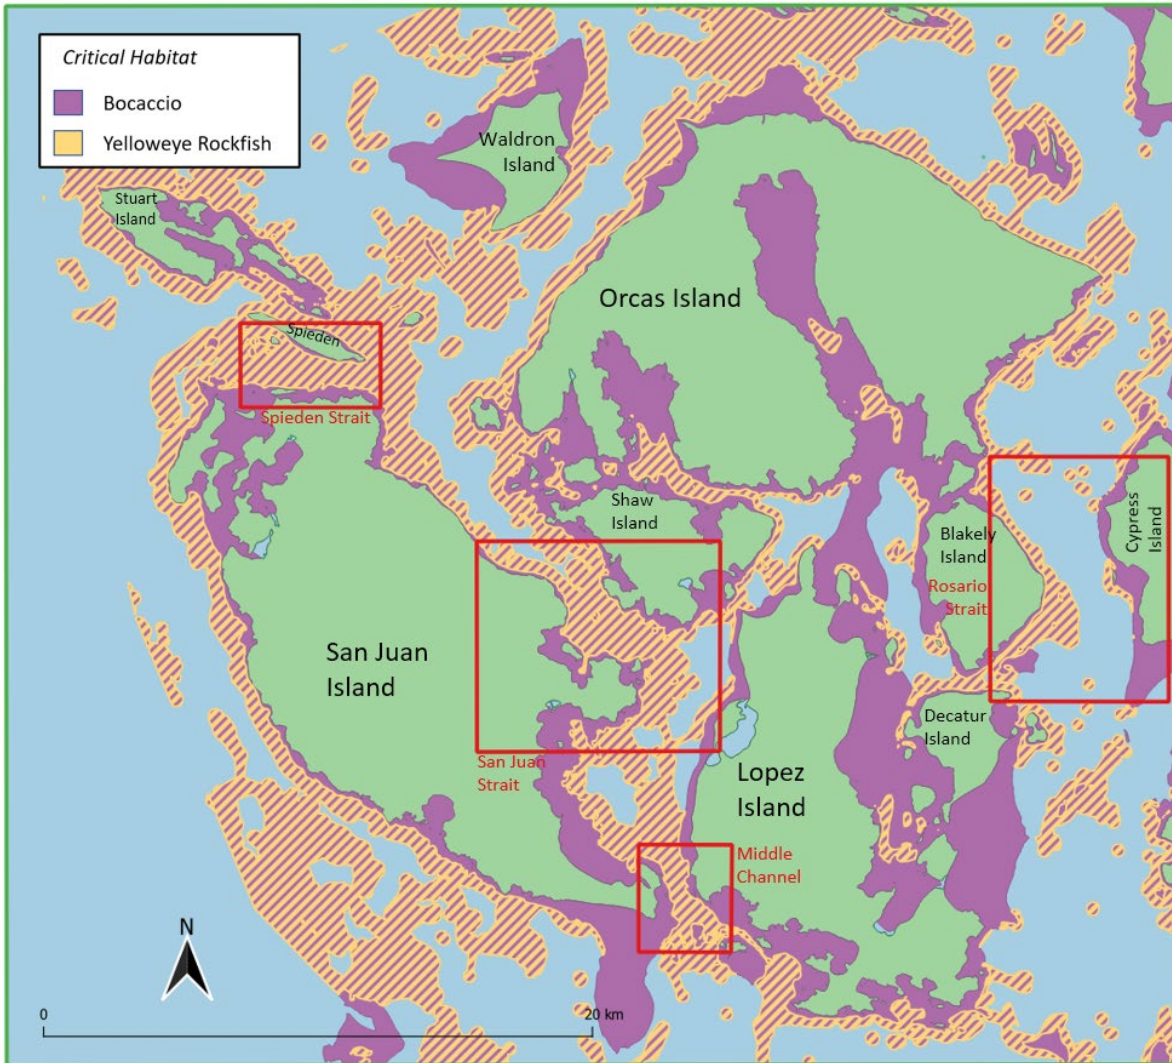 Critical Habitat
Bocaccio
Yelloweye Rockfish
Waldron
Island
Stuart
Island
Orcas Island
Spieden
Spieden Strait
Shaw
Island
Blakely
Island
Cypress
Island
Rosario
Strait
San Juan
Island
Decatur
Island
San Juan
Strait
Lopez
Island
Middle
Channel
N
0
20 km